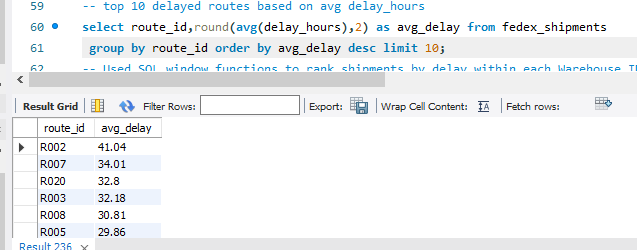 59 -- top 10 delayed routes based on avg delay_hours
60 select route_id,round(avg(delay_hours),2) as avg_delay from fedex_shipments
61 group by route_id order by avg_delay desc limit 10;
62 -- Used SQL window functions to rank shipments by delay within each Warehouse_I
Result Grid Filter Rows: Export: Wrap Cell Content: Fetch rows:
route_id avg_delay
R002 41.04
R007 34.01
R020 32.8
R003 32.18
R008 30.81
R005 29.86
Result 236